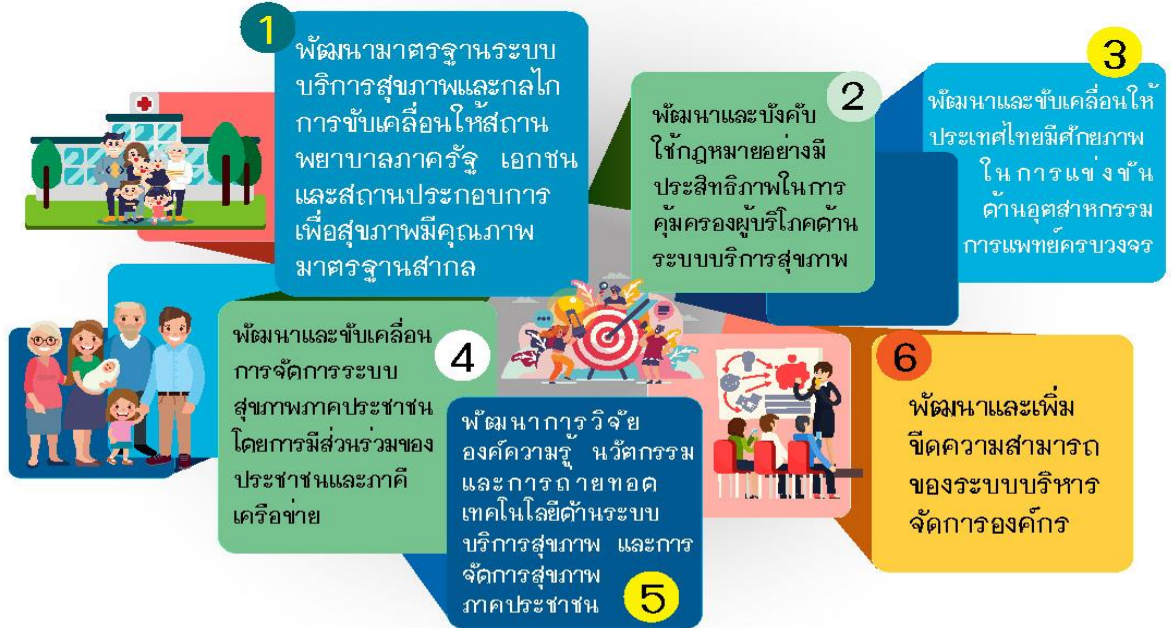 1
พัฒนามาตรฐานระบบ
บริการสุขภาพและกลไก
การขับเคลื่อนให้สถาน
พยาบาลภาครัฐ เอกชน
และสถานประกอบการ
เพื่อสุขภาพมีคุณภาพ
มาตรฐานสากล
2
พัฒนาและบังคับ
ใช้กฎหมายอย่างมี
ประสิทธิภาพในการ
คุ้มครองผู้บริโภคด้าน
ระบบบริการสุขภาพ
3
พัฒนาและขับเคลื่อนให้
ประเทศไทยมีศักยภาพ
ในการแข่งขัน
ด้านอุตสาหกรรม
การแพทย์ครบวงจร
4
พัฒนาและขับเคลื่อน
การจัดการระบบ
สุขภาพภาคประชาชน
โดยการมีส่วนร่วมของ
ประชาชนและภาคี
เครือข่าย
5
พัฒนาการวิจัย
องค์ความรู้ นวัตกรรม
และการถ่ายทอด
เทคโนโลยีด้านระบบ
บริการสุขภาพ และการ
จัดการสุขภาพ
ภาคประชาชน
6
พัฒนาและเพิ่ม
ขีดความสามารถ
ของระบบบริหาร
จัดการองค์กร